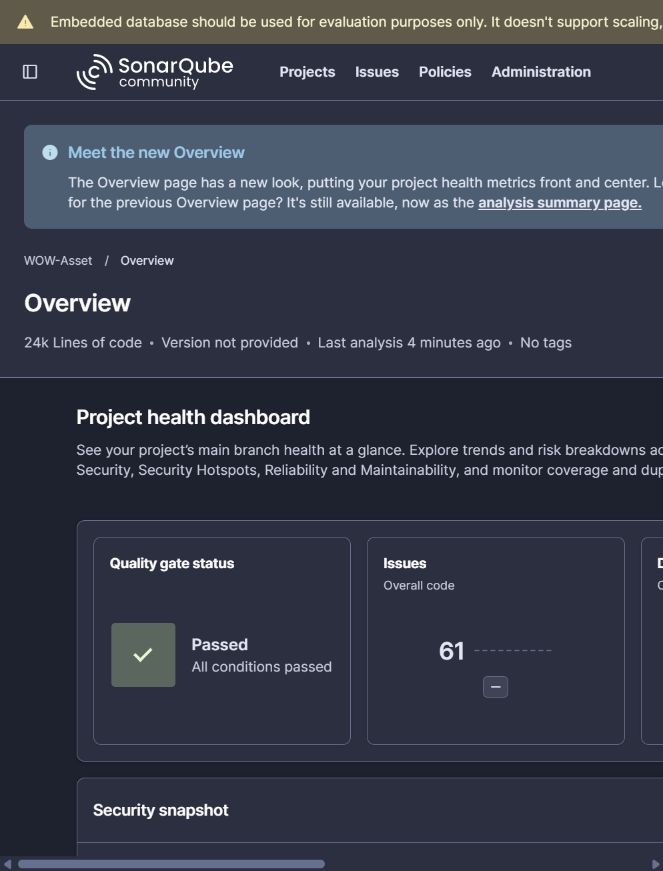 Embedded database should be used for evaluation purposes only. It doesn't support scaling,
SonarQube
community
Projects Issues Policies Administration
Meet the new Overview
The Overview page has a new look, putting your project health metrics front and center.
for the previous Overview page? It's still available, now as the analysis summary page.
WOW-Asset / Overview
Overview
24k Lines of code • Version not provided • Last analysis 4 minutes ago • No tags
Project health dashboard
See your project’s main branch health at a glance. Explore trends and risk breakdowns
Security, Security Hotspots, Reliability and Maintainability, and monitor coverage and
Quality gate status
Passed
All conditions passed
Issues
Overall code
61
Security snapshot